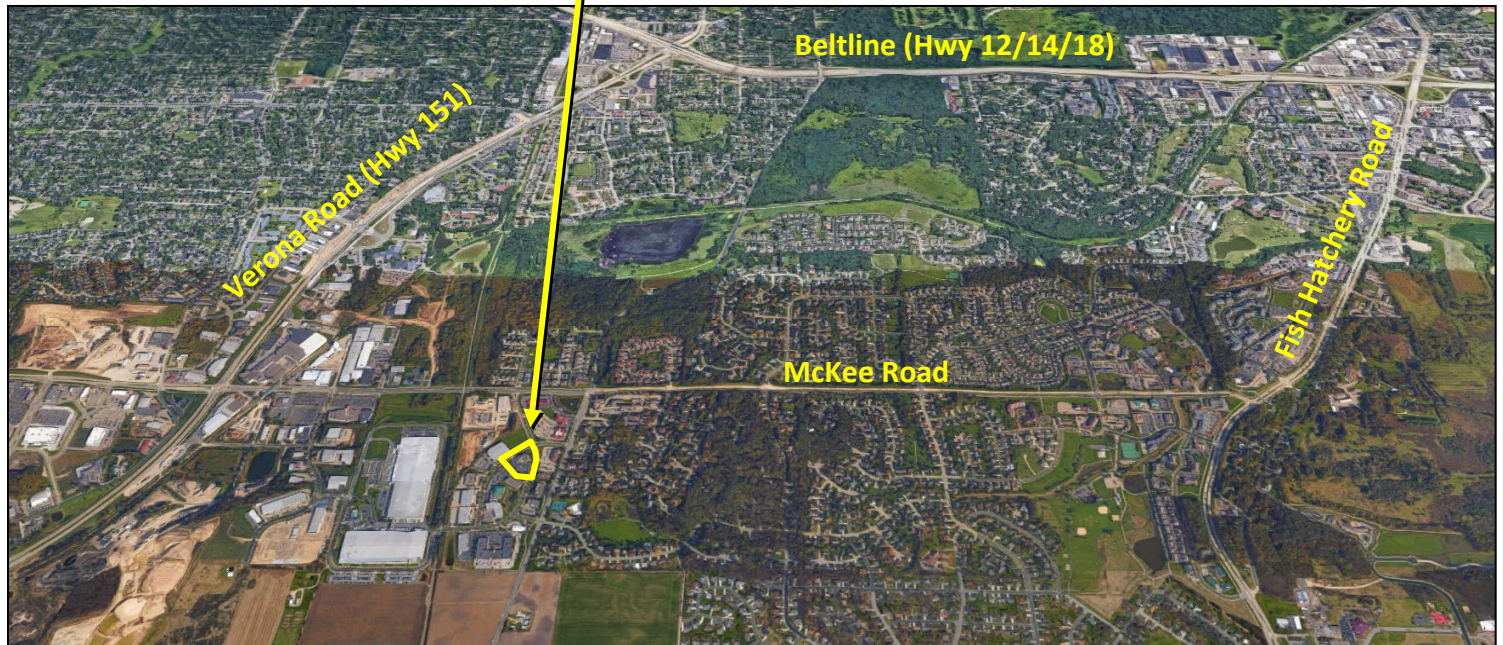 Beltline (Hwy 12/14/18)
Verona Road (Hwy 151)
Fish Hatchery Road
McKee Road